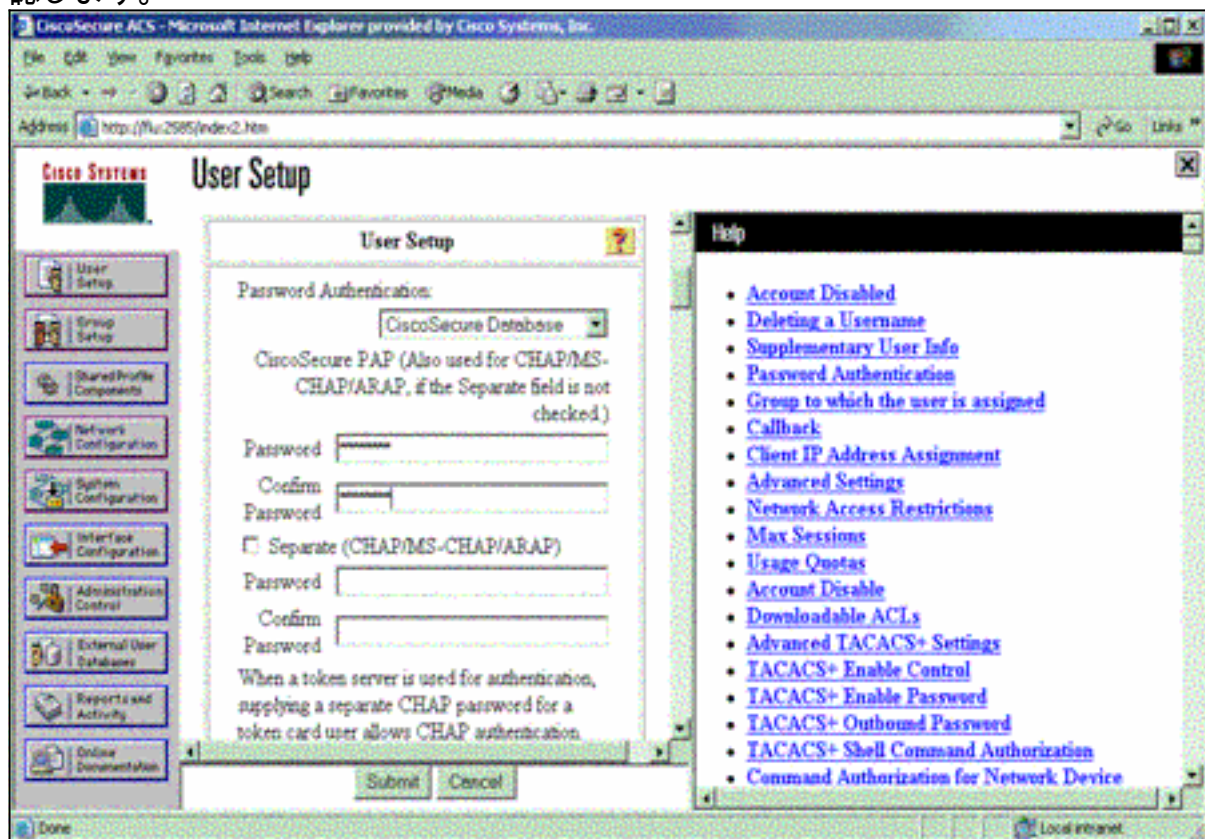 認します。
CiscoSecure ACS - Microsoft Internet Explorer provided by Cisco Systems, Inc.
File Edit View Favorites Tools Help
Back Search Favorites Media
Address http://flu:2585/index2.htm Go Links »
CISCO SYSTEMS
User Setup
User Setup
Group Setup
Shared Profile Components
Network Configuration
System Configuration
Interface Configuration
Administration Control
External User Databases
Reports and Activity
Online Documentation
User Setup
Password Authentication:
CiscoSecure Database
CiscoSecure PAP (Also used for CHAP/MS-
CHAP/ARAP, if the Separate field is not
checked.)
Password ********
Confirm
Password ********
Separate (CHAP/MS-CHAP/ARAP)
Password
Confirm
Password
When a token server is used for authentication,
supplying a separate CHAP password for a
token card user allows CHAP authentication.
Submit Cancel
Help
Account Disabled
Deleting a Username
Supplementary User Info
Password Authentication
Group to which the user is assigned
Callback
Client IP Address Assignment
Advanced Settings
Network Access Restrictions
Max Sessions
Usage Quotas
Account Disable
Downloadable ACLs
Advanced TACACS+ Settings
TACACS+ Enable Control
TACACS+ Enable Password
TACACS+ Outbound Password
TACACS+ Shell Command Authorization
Command Authorization for Network Device
Done
Local intranet